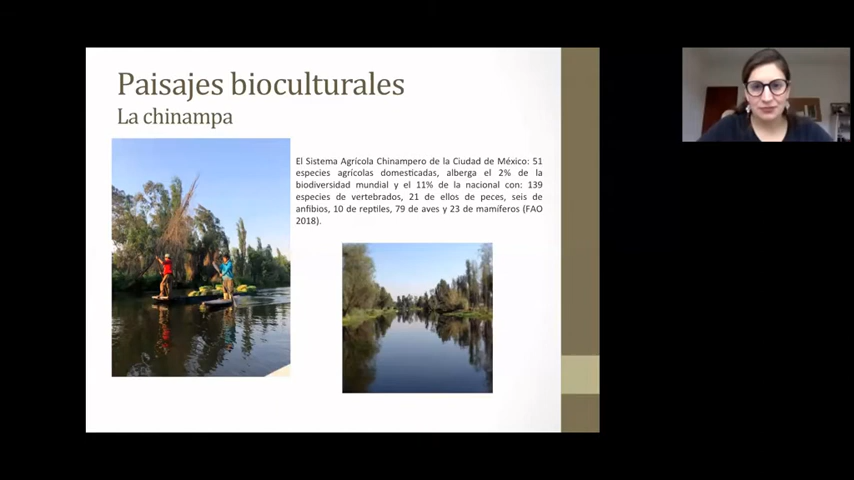 Paisajes bioculturales
La chinampa
El Sistema Agrícola Chinampero de la Ciudad de México: 51
especies agrícolas domesticadas, alberga el 2% de la
biodiversidad mundial y el 11% de la nacional con: 139
especies de vertebrados, 21 de ellos de peces, seis de
anfibios, 10 de reptiles, 79 de aves y 23 de mamíferos (FAO
2018).